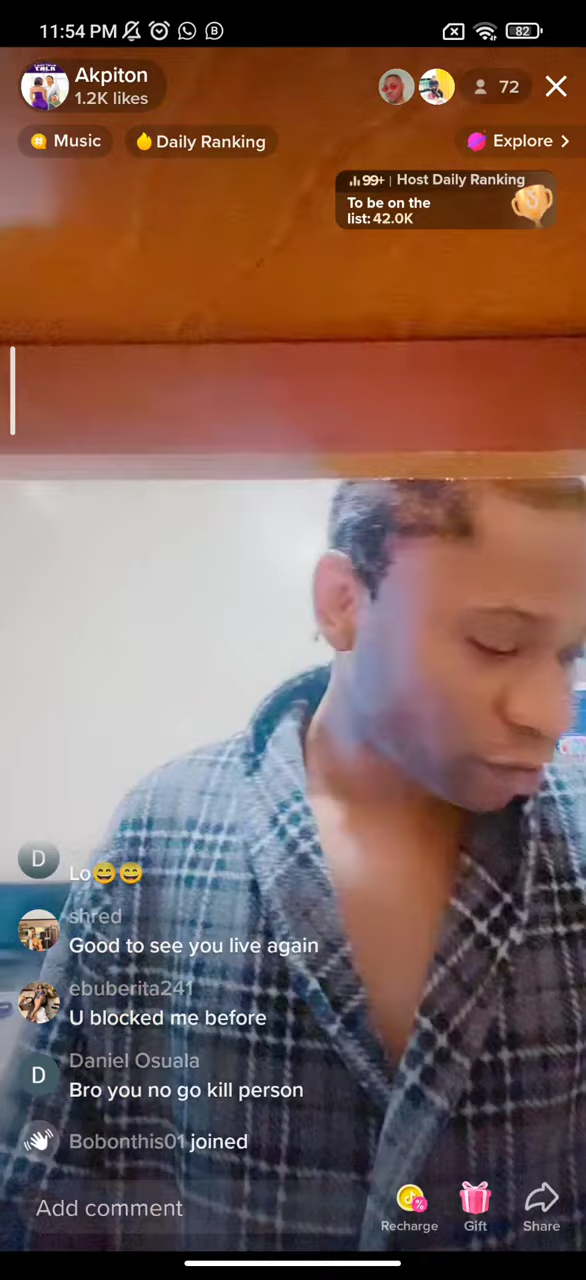 11:54 PM
82
Akpiton
1.2K likes
72
Music
Daily Ranking
Explore
99+ | Host Daily Ranking
To be on the
list: 42.0K
D
Lo😄😄
shred
Good to see you live again
ebuberita241
U blocked me before
D
Daniel Osuala
Bro you no go kill person
Bobonthis01 joined
Add comment
Recharge
Gift
Share